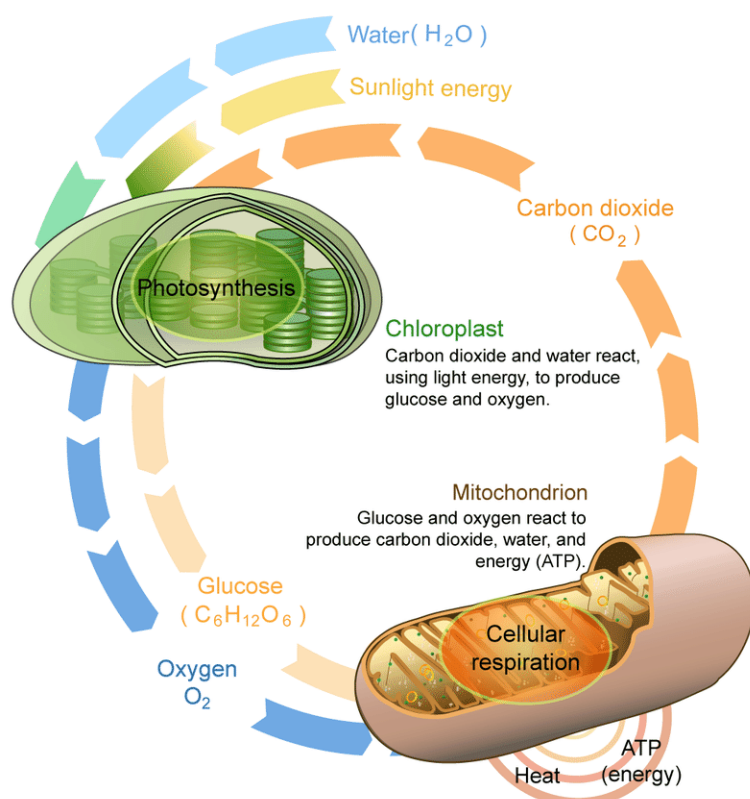 Water( H₂O )
Sunlight energy
Carbon dioxide
( CO₂ )
Photosynthesis
Chloroplast
Carbon dioxide and water react,
using light energy, to produce
glucose and oxygen.
Mitochondrion
Glucose and oxygen react to
produce carbon dioxide, water, and
energy (ATP).
Glucose
( C₆H₁₂O₆ )
Cellular
respiration
Oxygen
O₂
ATP
(energy)
Heat